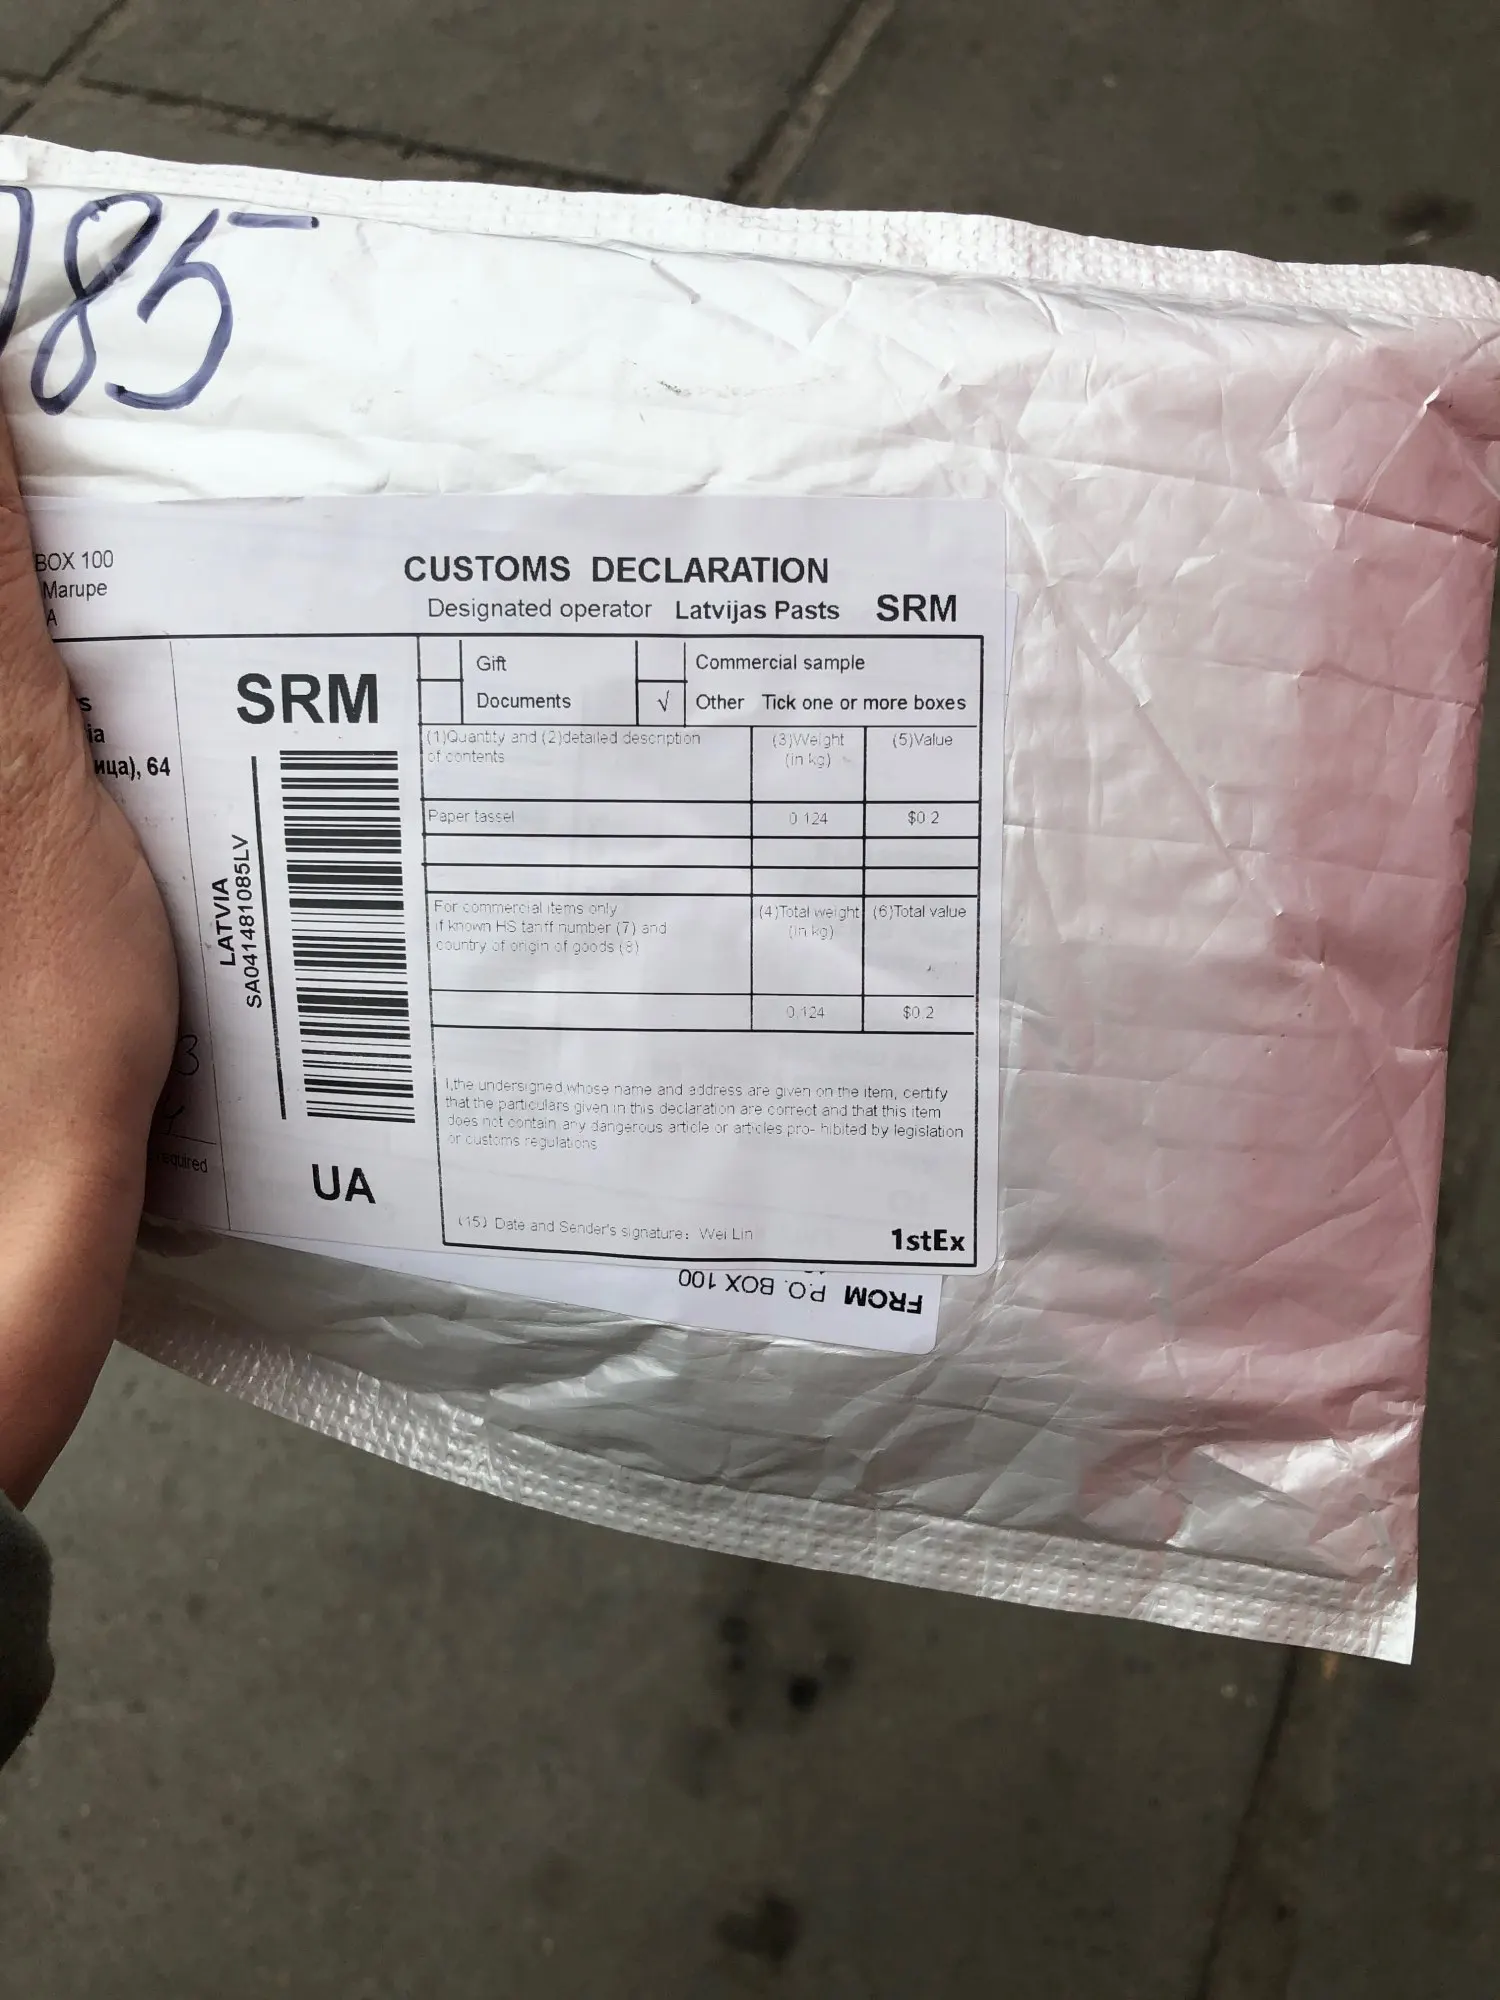 85
BOX 100
Marupe
A
CUSTOMS DECLARATION
Designated operator Latvijas Pasts SRM
Gift
Commercial sample
Documents
√ Other Tick one or more boxes
ица), 64
SRM
LATVIA
SA041481085LV
UA
(1)Quantity and (2)detailed description
of contents
(3)Weight
(in kg)
(5)Value
Paper tassel 0.124 $0.2
For commercial items only
if known HS tariff number (7) and
country of origin of goods (8)
(4)Total weight
(in kg)
(6)Total value
0.124 $0.2
I,the undersigned,whose name and address are given on the item, certify
that the particulars given in this declaration are correct and that this item
does not contain any dangerous article or articles pro- hibited by legislation
or customs regulations
(15) Date and Sender's signature: Wei Lin
1stEx
required
FROM P.O. BOX 100